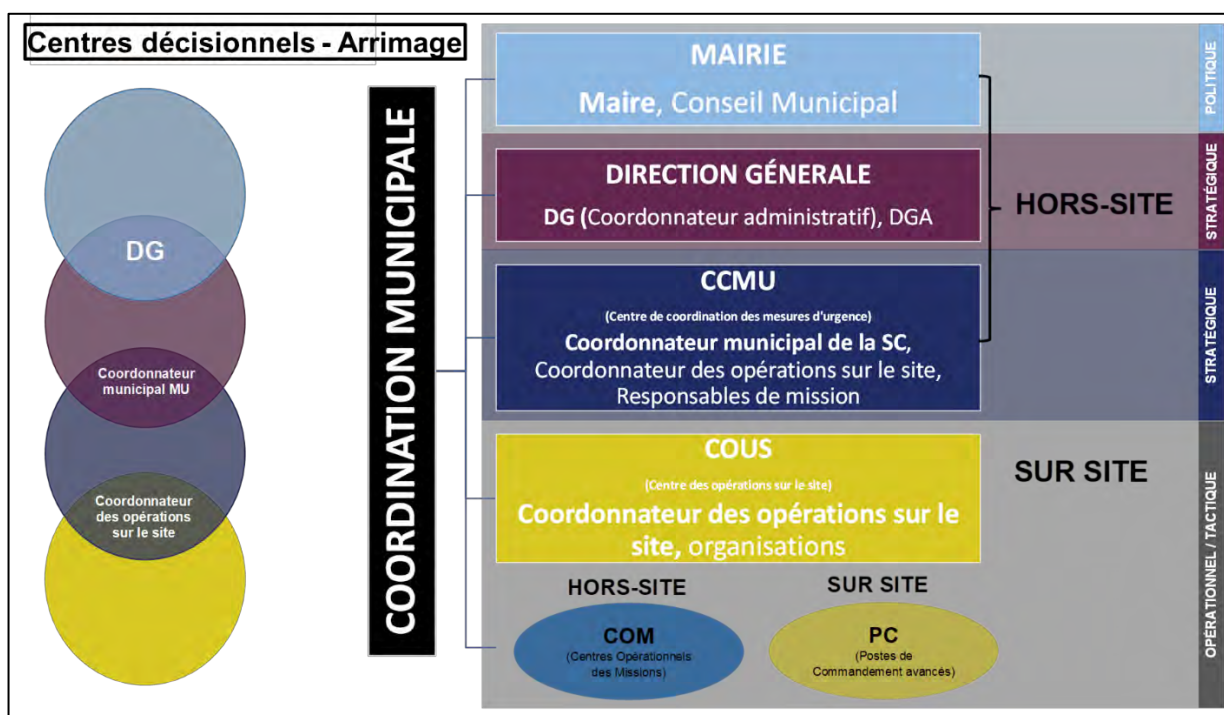 Centres décisionnels - Arrimage
DG
Coordonnateur
municipal MU
Coordonnateur
des opérations
sur le site
COORDINATION MUNICIPALE
MAIRIE
Maire, Conseil Municipal
DIRECTION GÉNERALE
DG (Coordonnateur administratif), DGA
CCMU
(Centre de coordination des mesures d'urgence)
Coordonnateur municipal de la SC,
Coordonnateur des opérations sur le site,
Responsables de mission
COUS
(Centre des opérations sur le site)
Coordonnateur des opérations sur le
site, organisations
HORS-SITE
COM
(Centres Opérationnels
des Missions)
SUR SITE
PC
(Postes de
Commandement avancés)
HORS-SITE
SUR SITE
POLITIQUE
STRATÉGIQUE
STRATÉGIQUE
OPÉRATIONNEL / TACTIQUE